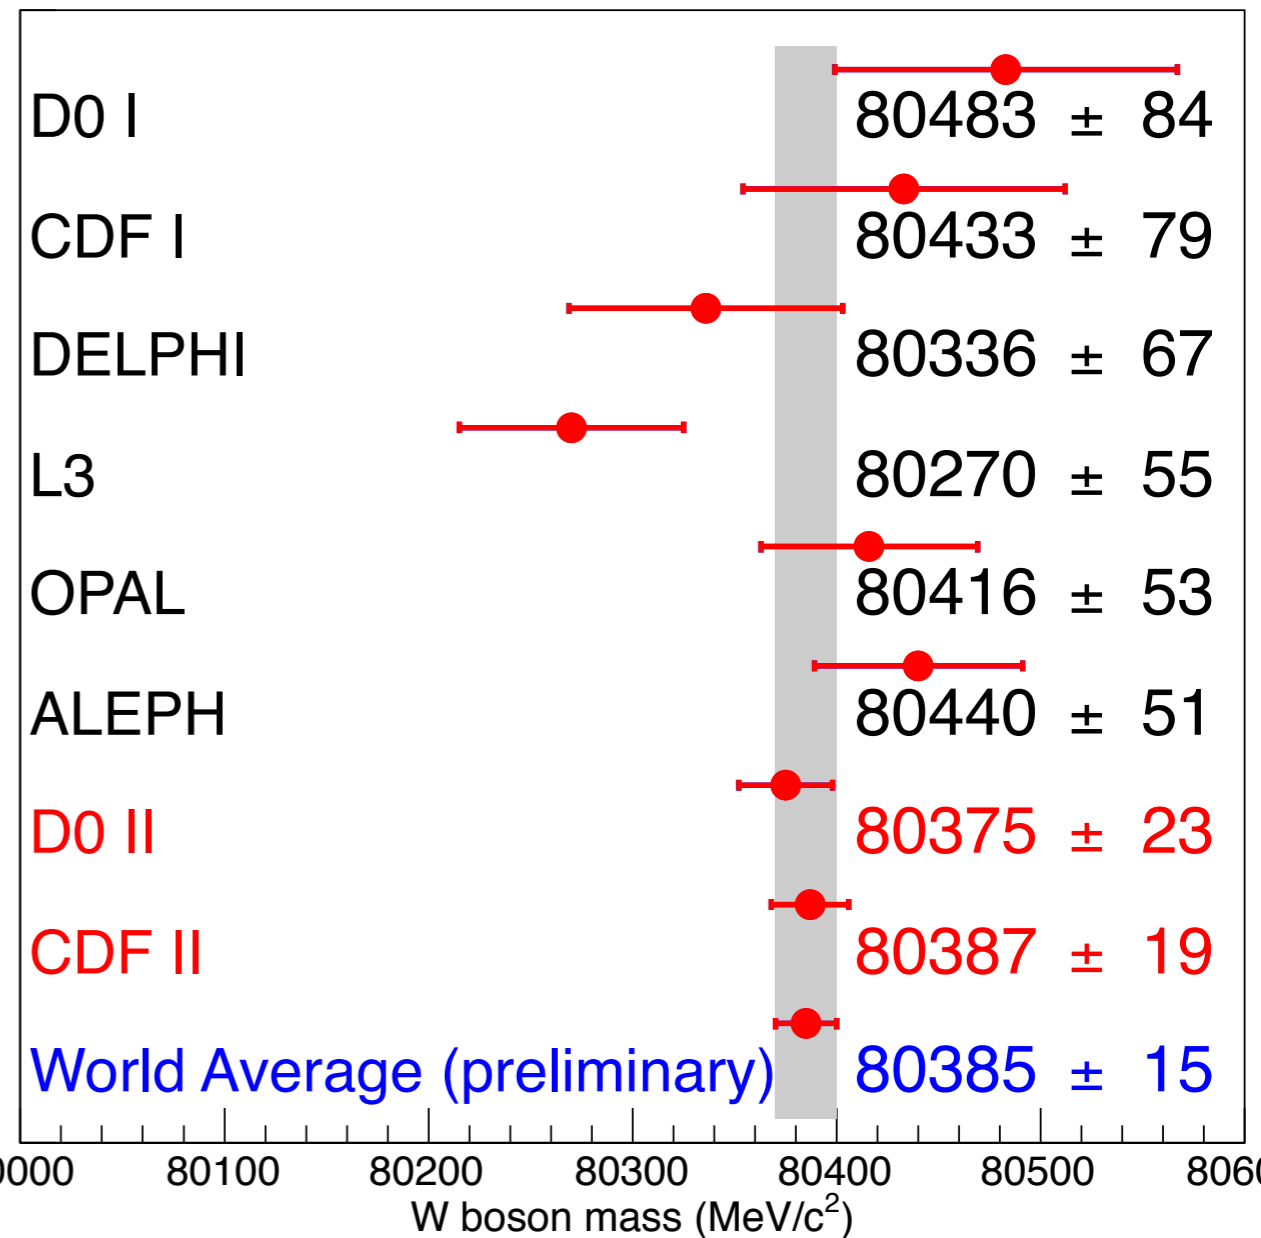 D0 I 80483 ± 84
CDF I 80433 ± 79
DELPHI 80336 ± 67
L3 80270 ± 55
OPAL 80416 ± 53
ALEPH 80440 ± 51
D0 II 80375 ± 23
CDF II 80387 ± 19
World Average (preliminary) 80385 ± 15
0000 80100 80200 80300 80400 80500 8060
W boson mass (MeV/c²)